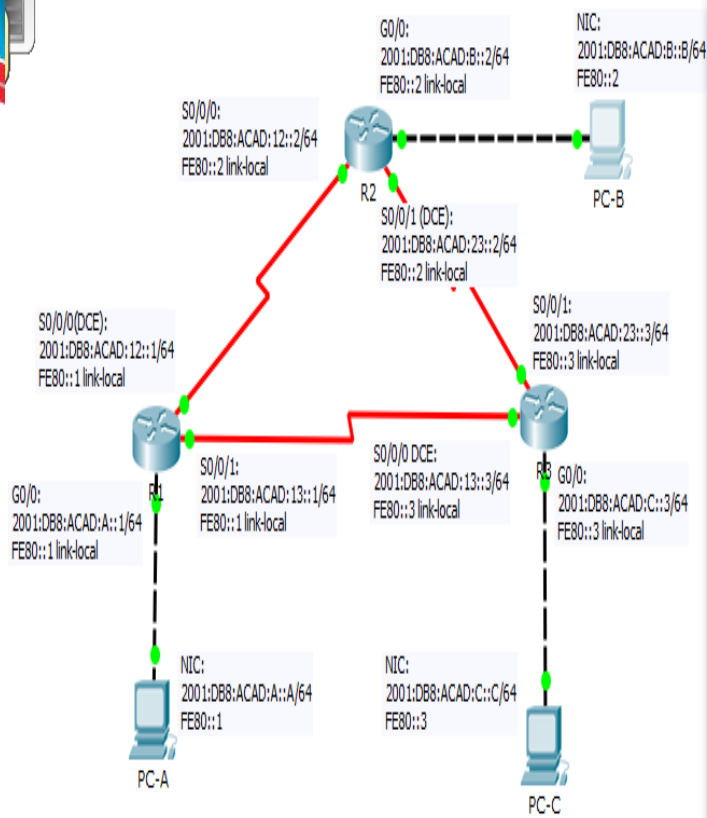 G0/0:
2001:DB8:ACAD:B::2/64
FE80::2 link-local
NIC:
2001:DB8:ACAD:B::B/64
FE80::2
S0/0/0:
2001:DB8:ACAD:12::2/64
FE80::2 link-local
R2
PC-B
S0/0/1 (DCE):
2001:DB8:ACAD:23::2/64
FE80::2 link-local
S0/0/0(DCE):
2001:DB8:ACAD:12::1/64
FE80::1 link-local
S0/0/1:
2001:DB8:ACAD:23::3/64
FE80::3 link-local
R1
S0/0/1:
2001:DB8:ACAD:13::1/64
FE80::1 link-local
S0/0/0 DCE:
2001:DB8:ACAD:13::3/64
FE80::3 link-local
R3
G0/0:
2001:DB8:ACAD:C::3/64
FE80::3 link-local
G0/0:
2001:DB8:ACAD:A::1/64
FE80::1 link-local
NIC:
2001:DB8:ACAD:A::A/64
FE80::1
NIC:
2001:DB8:ACAD:C::C/64
FE80::3
PC-A
PC-C